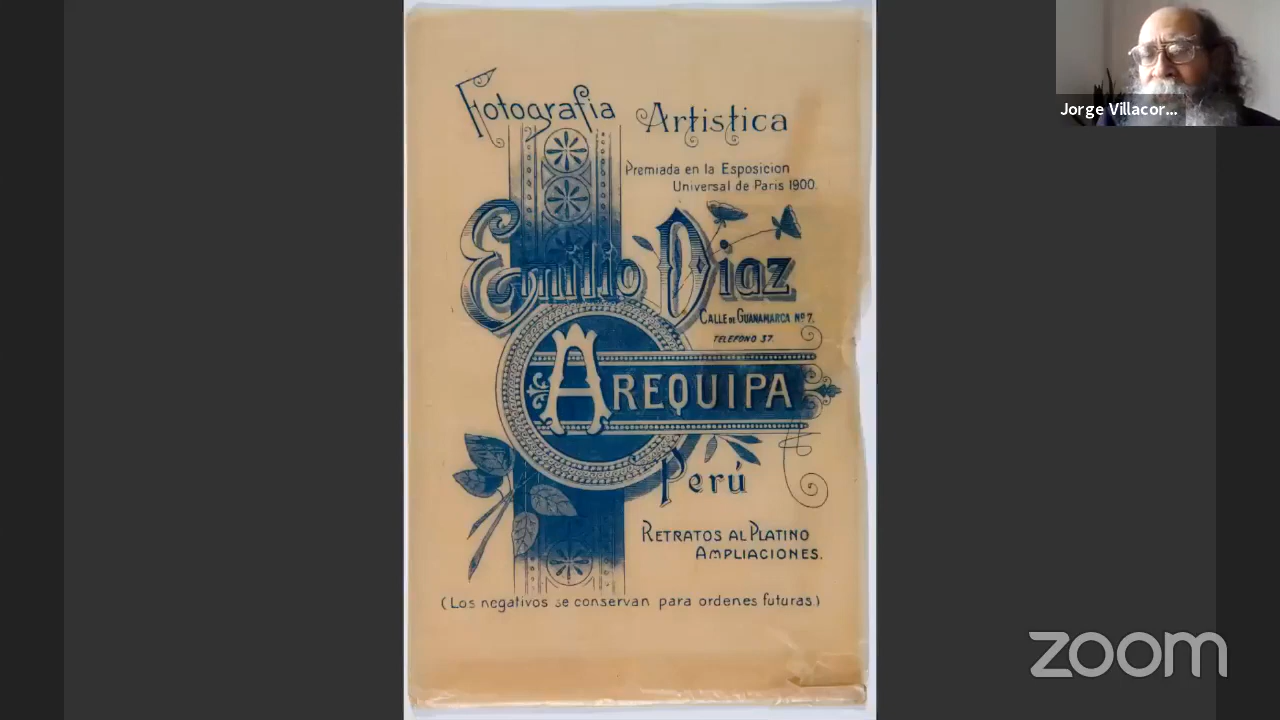 Fotografia Artistica
Premiada en la Esposicion
Universal de Paris 1900.
Emilio Diaz
CALLE DE GUANAMARCA Nº 7.
TELEFONO 37.
AREQUIPA
Perú
RETRATOS AL PLATINO
AMPLIACIONES.
(Los negativos se conservan para ordenes futuras.)
Jorge Villacor...
zoom